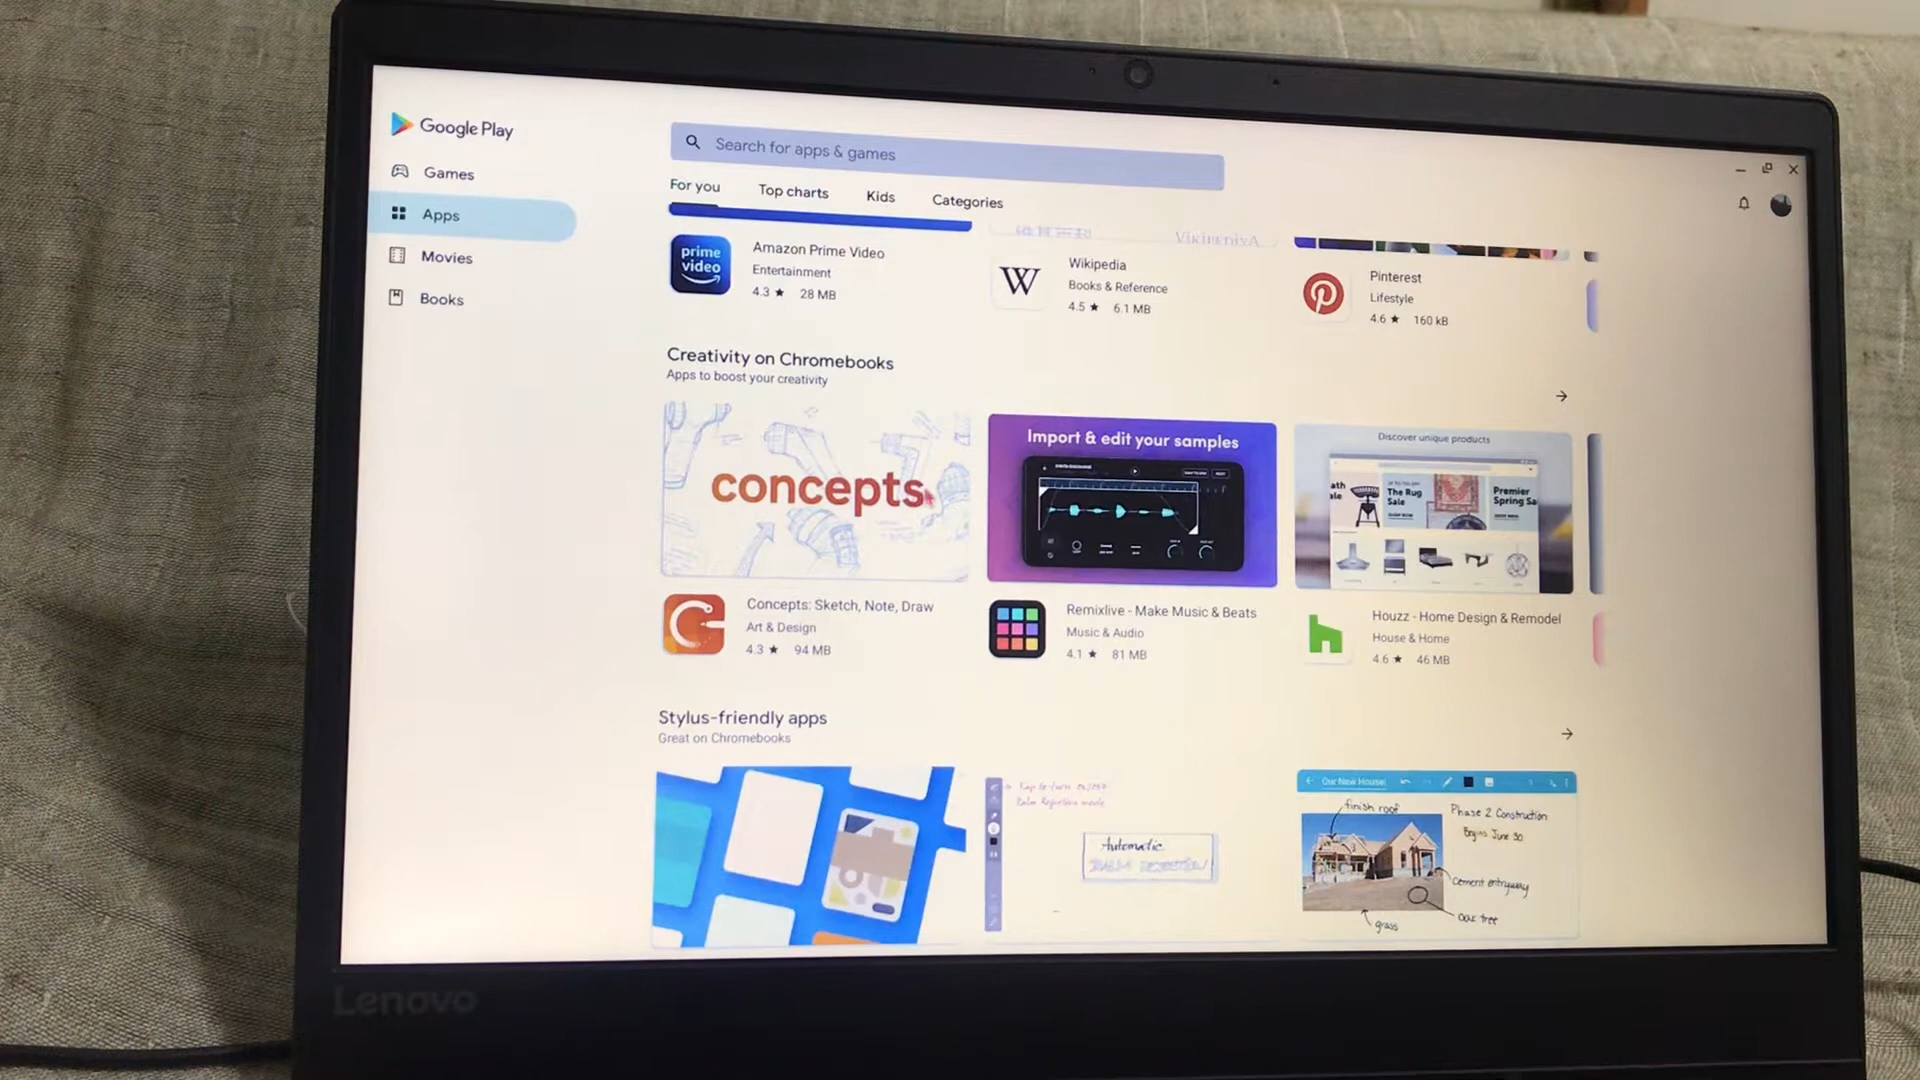 Google Play
Search for apps & games
Games
Apps
Movies
Books
For you
Top charts
Kids
Categories
prime video
Amazon Prime Video
Entertainment
4.3 ★ 28 MB
W
Wikipedia
Books & Reference
4.5 ★ 6.1 MB
Pinterest
Lifestyle
4.6 ★ 160 kB
Creativity on Chromebooks
Apps to boost your creativity
concepts
Import & edit your samples
Discover unique products
The Rug
Sale
Premier
Spring Sa
Concepts: Sketch, Note, Draw
Art & Design
4.3 ★ 94 MB
Remixlive - Make Music & Beats
Music & Audio
4.1 ★ 81 MB
Houzz - Home Design & Remodel
House & Home
4.6 ★ 46 MB
Stylus-friendly apps
Great on Chromebooks
Automatic
Our New House!
finish roof
Phase 2 Construction
Begins June 30
cement entryway
oak tree
grass
Lenovo